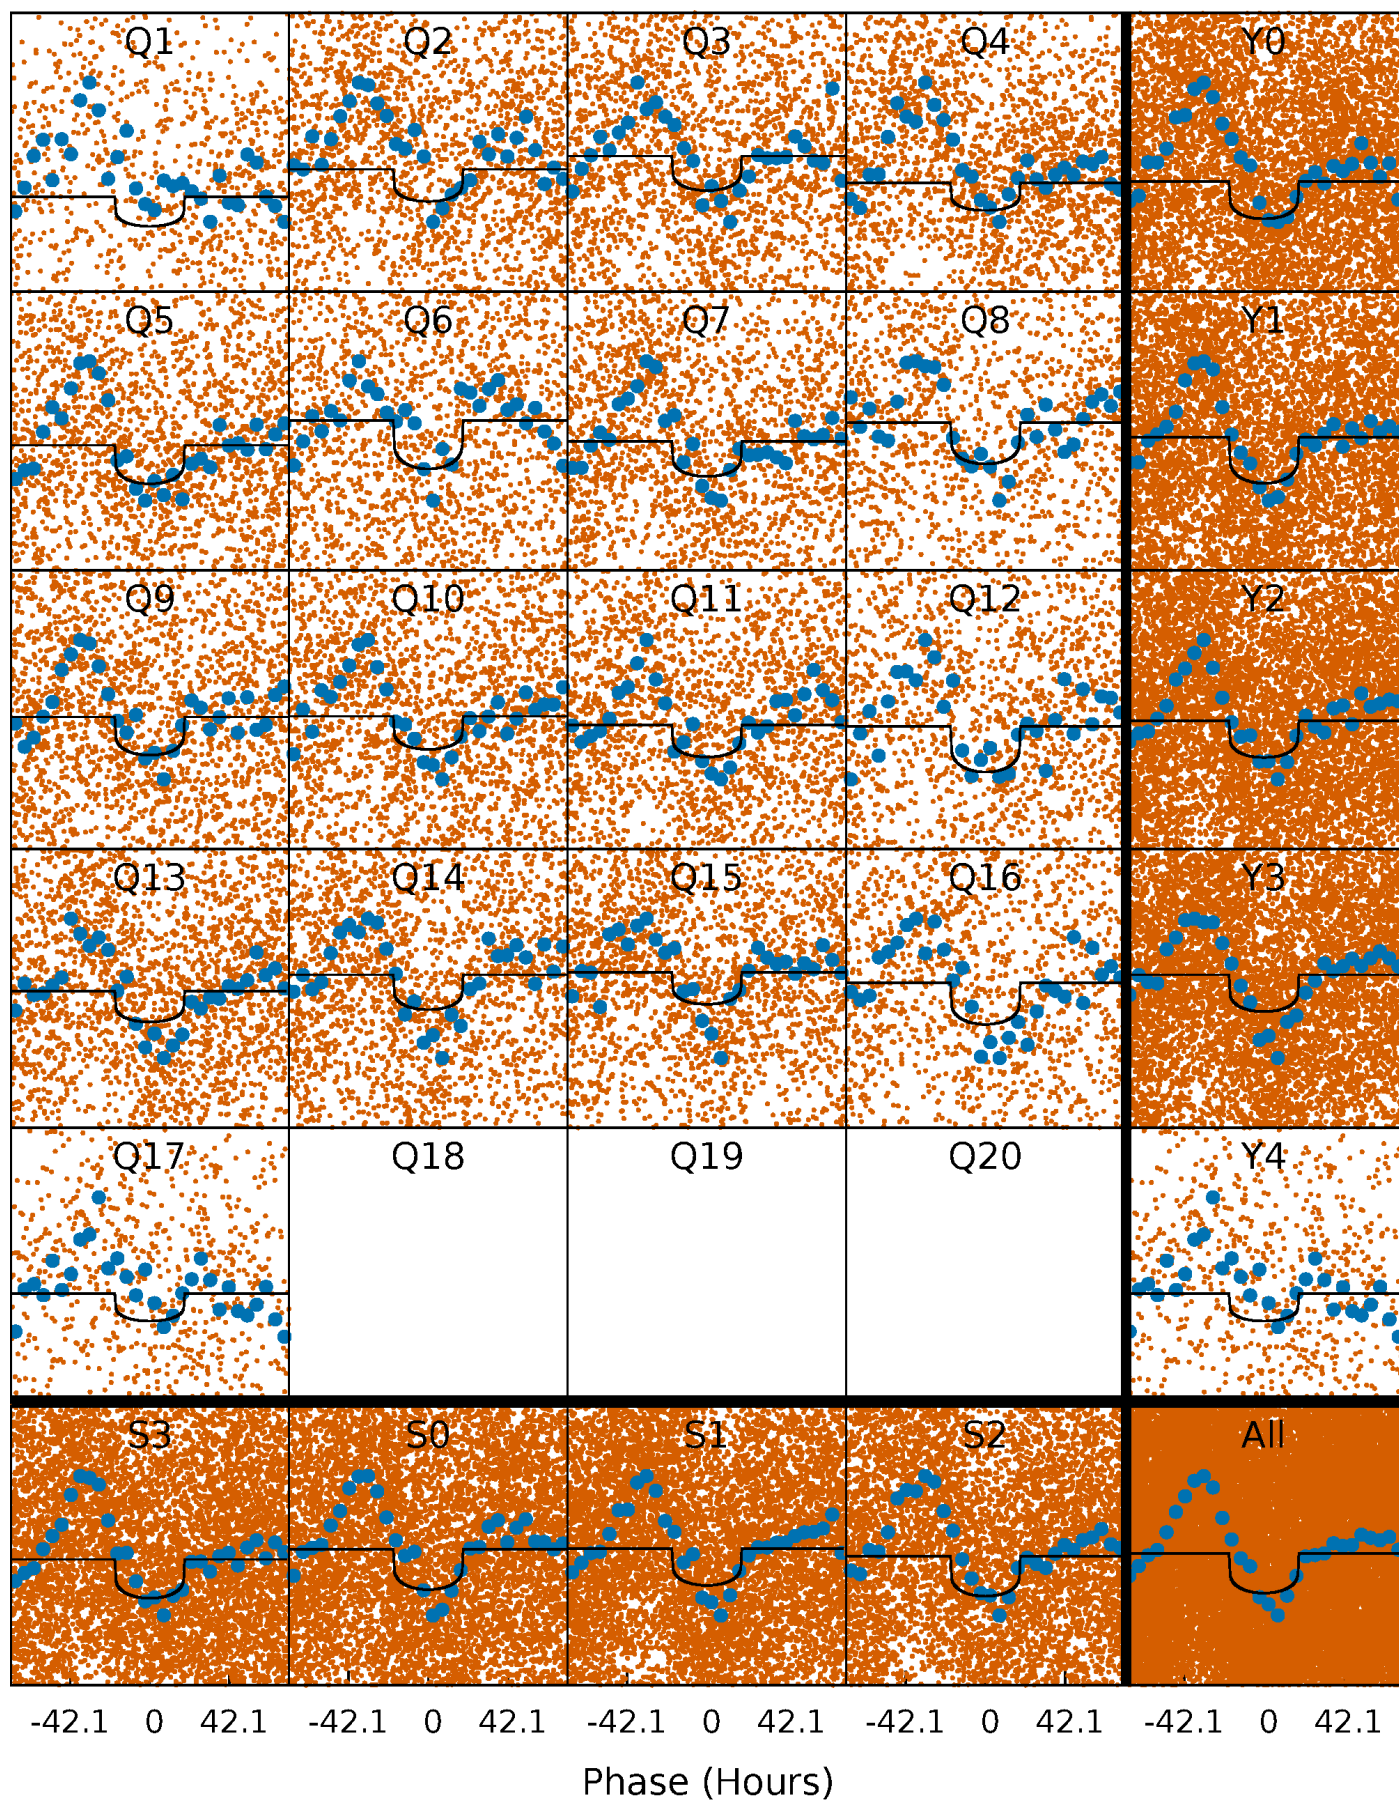 Q1 Q2 Q3 Q4 Y0
Q5 Q6 Q7 Q8 Y1
Q9 Q10 Q11 Q12 Y2
Q13 Q14 Q15 Q16 Y3
Q17 Q18 Q19 Q20 Y4
S3 S0 S1 S2 All
-42.1 0 42.1 -42.1 0 42.1 -42.1 0 42.1 -42.1 0 42.1 -42.1 0 42.1
Phase (Hours)